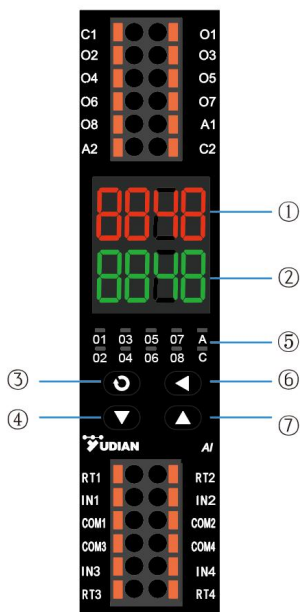 C1 O1
O2 O3
O4 O5
O6 O7
O8 A1
A2 C2
8848 ①
8848 ②
01 03 05 07 A ⑤
02 04 06 08 C
③ ⑥
④ ⑦
YUDIAN AI
RT1 RT2
IN1 IN2
COM1 COM2
COM3 COM4
IN3 IN4
RT3 RT4